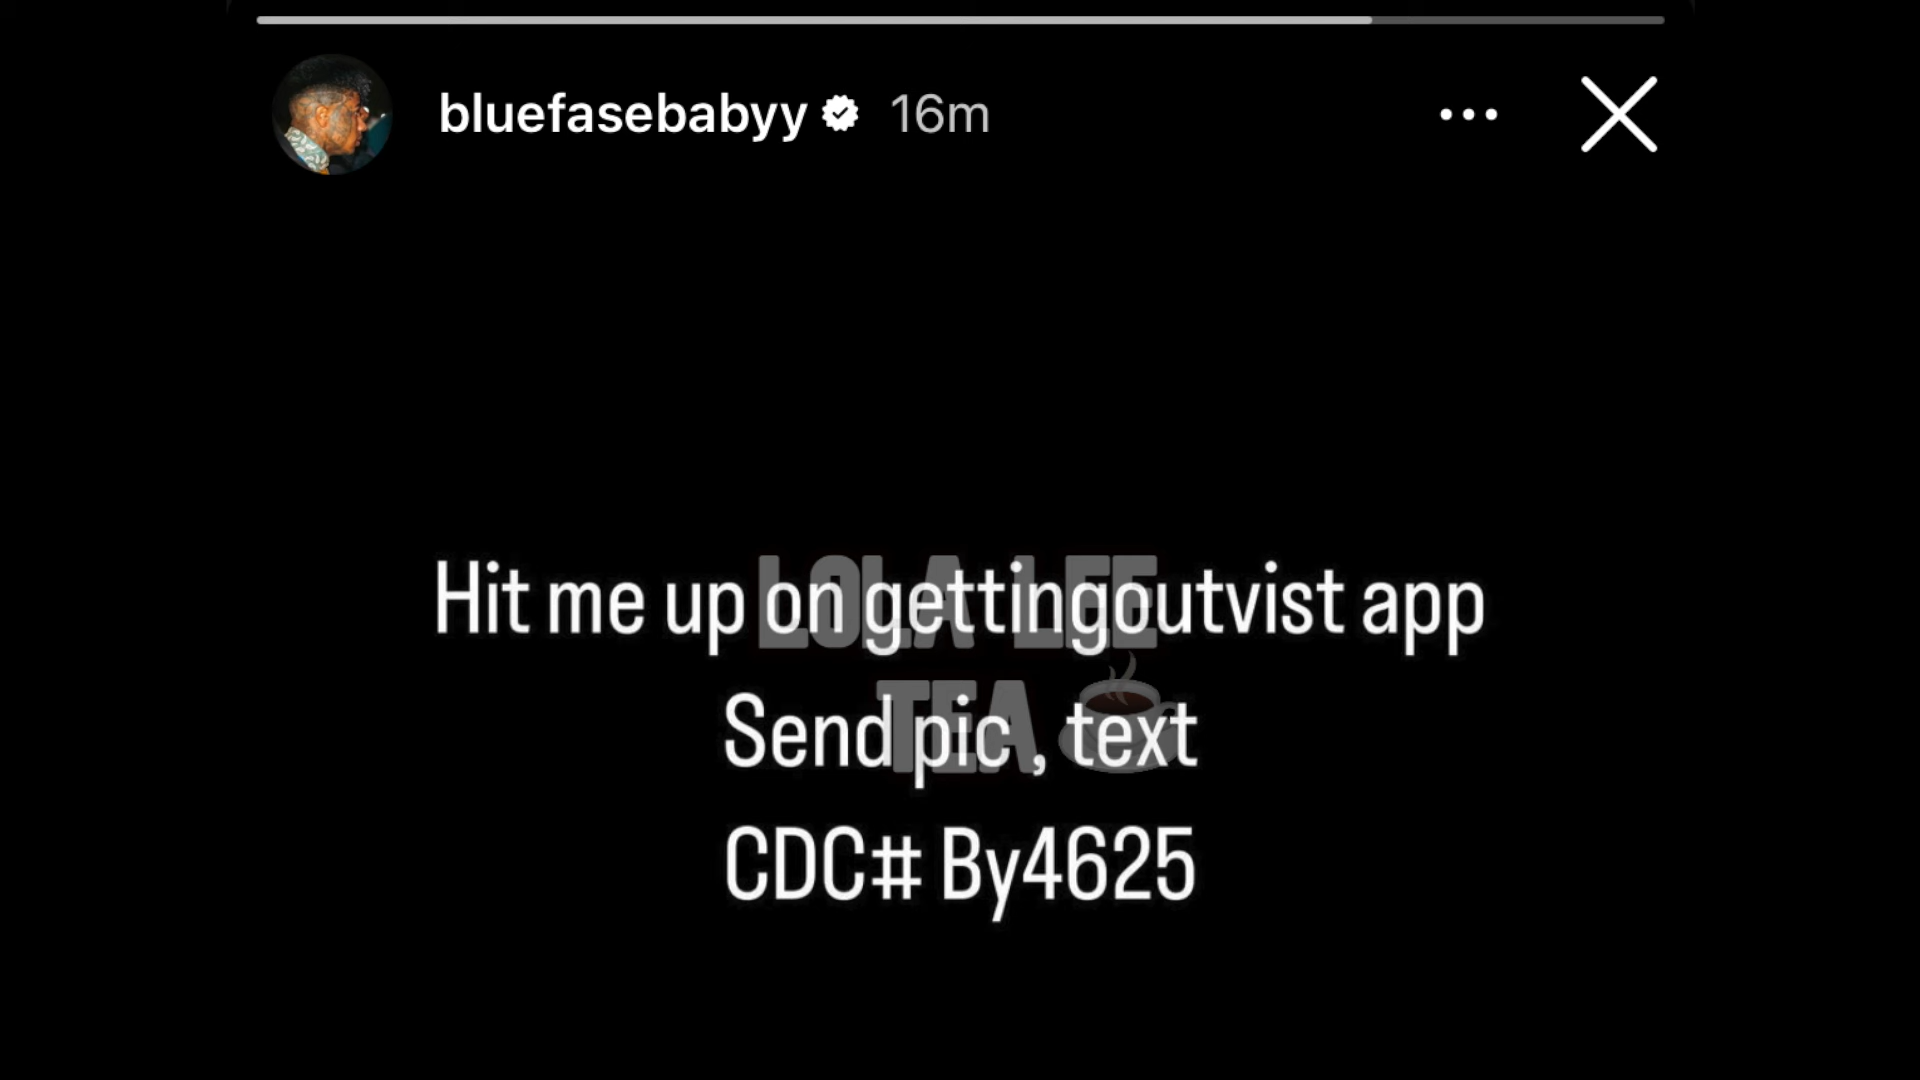 bluefasebabyy 16m
LOLA LEE
Hit me up on gettingoutvist app
TEA
Send pic , text
CDC# By4625